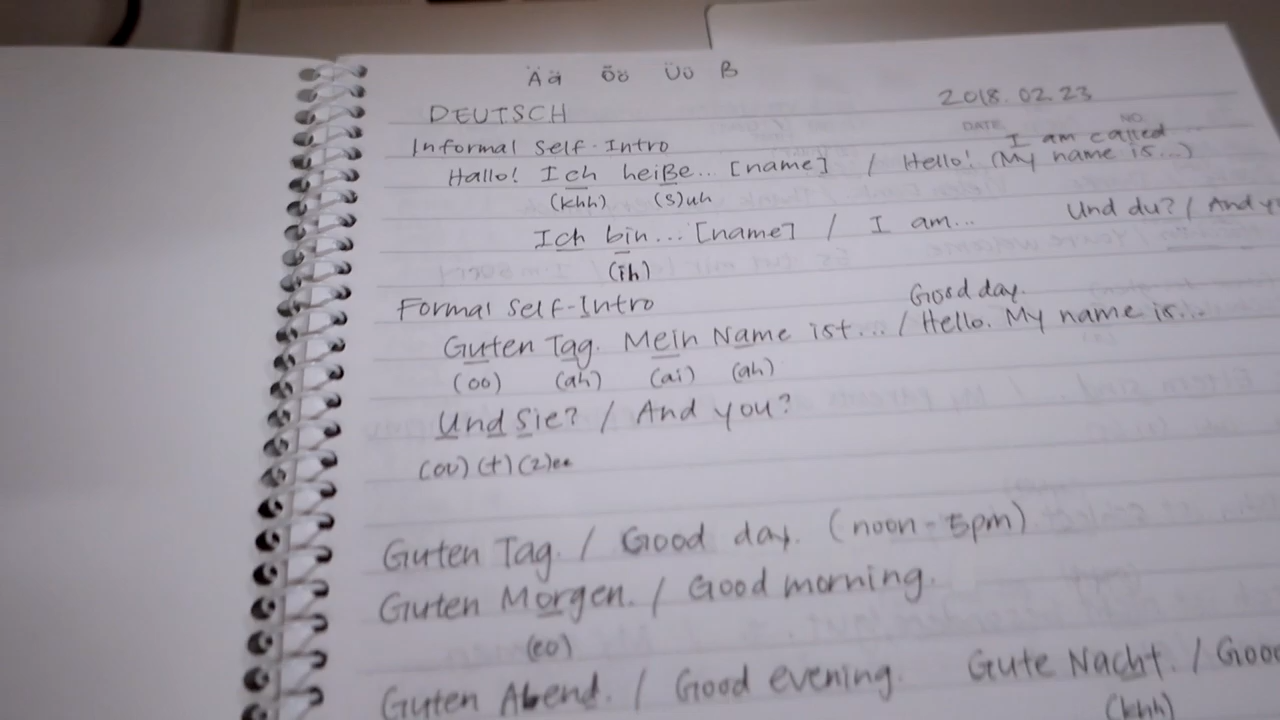 Ää Öö Üü ß
DEUTSCH
2018.02.23
DATE NO.
Informal Self-Intro
I am called
Hallo! Ich heiße.. [name] / Hello! (My name is...)
(khh) (s)uh
Ich bin... [name] / I am... Und du? / And
(ih)
Formal Self-Intro
Good day.
Guten Tag. Mein Name ist... / Hello. My name is...
(oo) (ah) (ai) (ah)
Und Sie? / And you?
(ou) (t) (z)ee
Guten Tag. / Good day. (noon - 5pm)
Guten Morgen. / Good morning.
(eo)
Guten Abend. / Good evening. Gute Nacht. / Good
(khh)